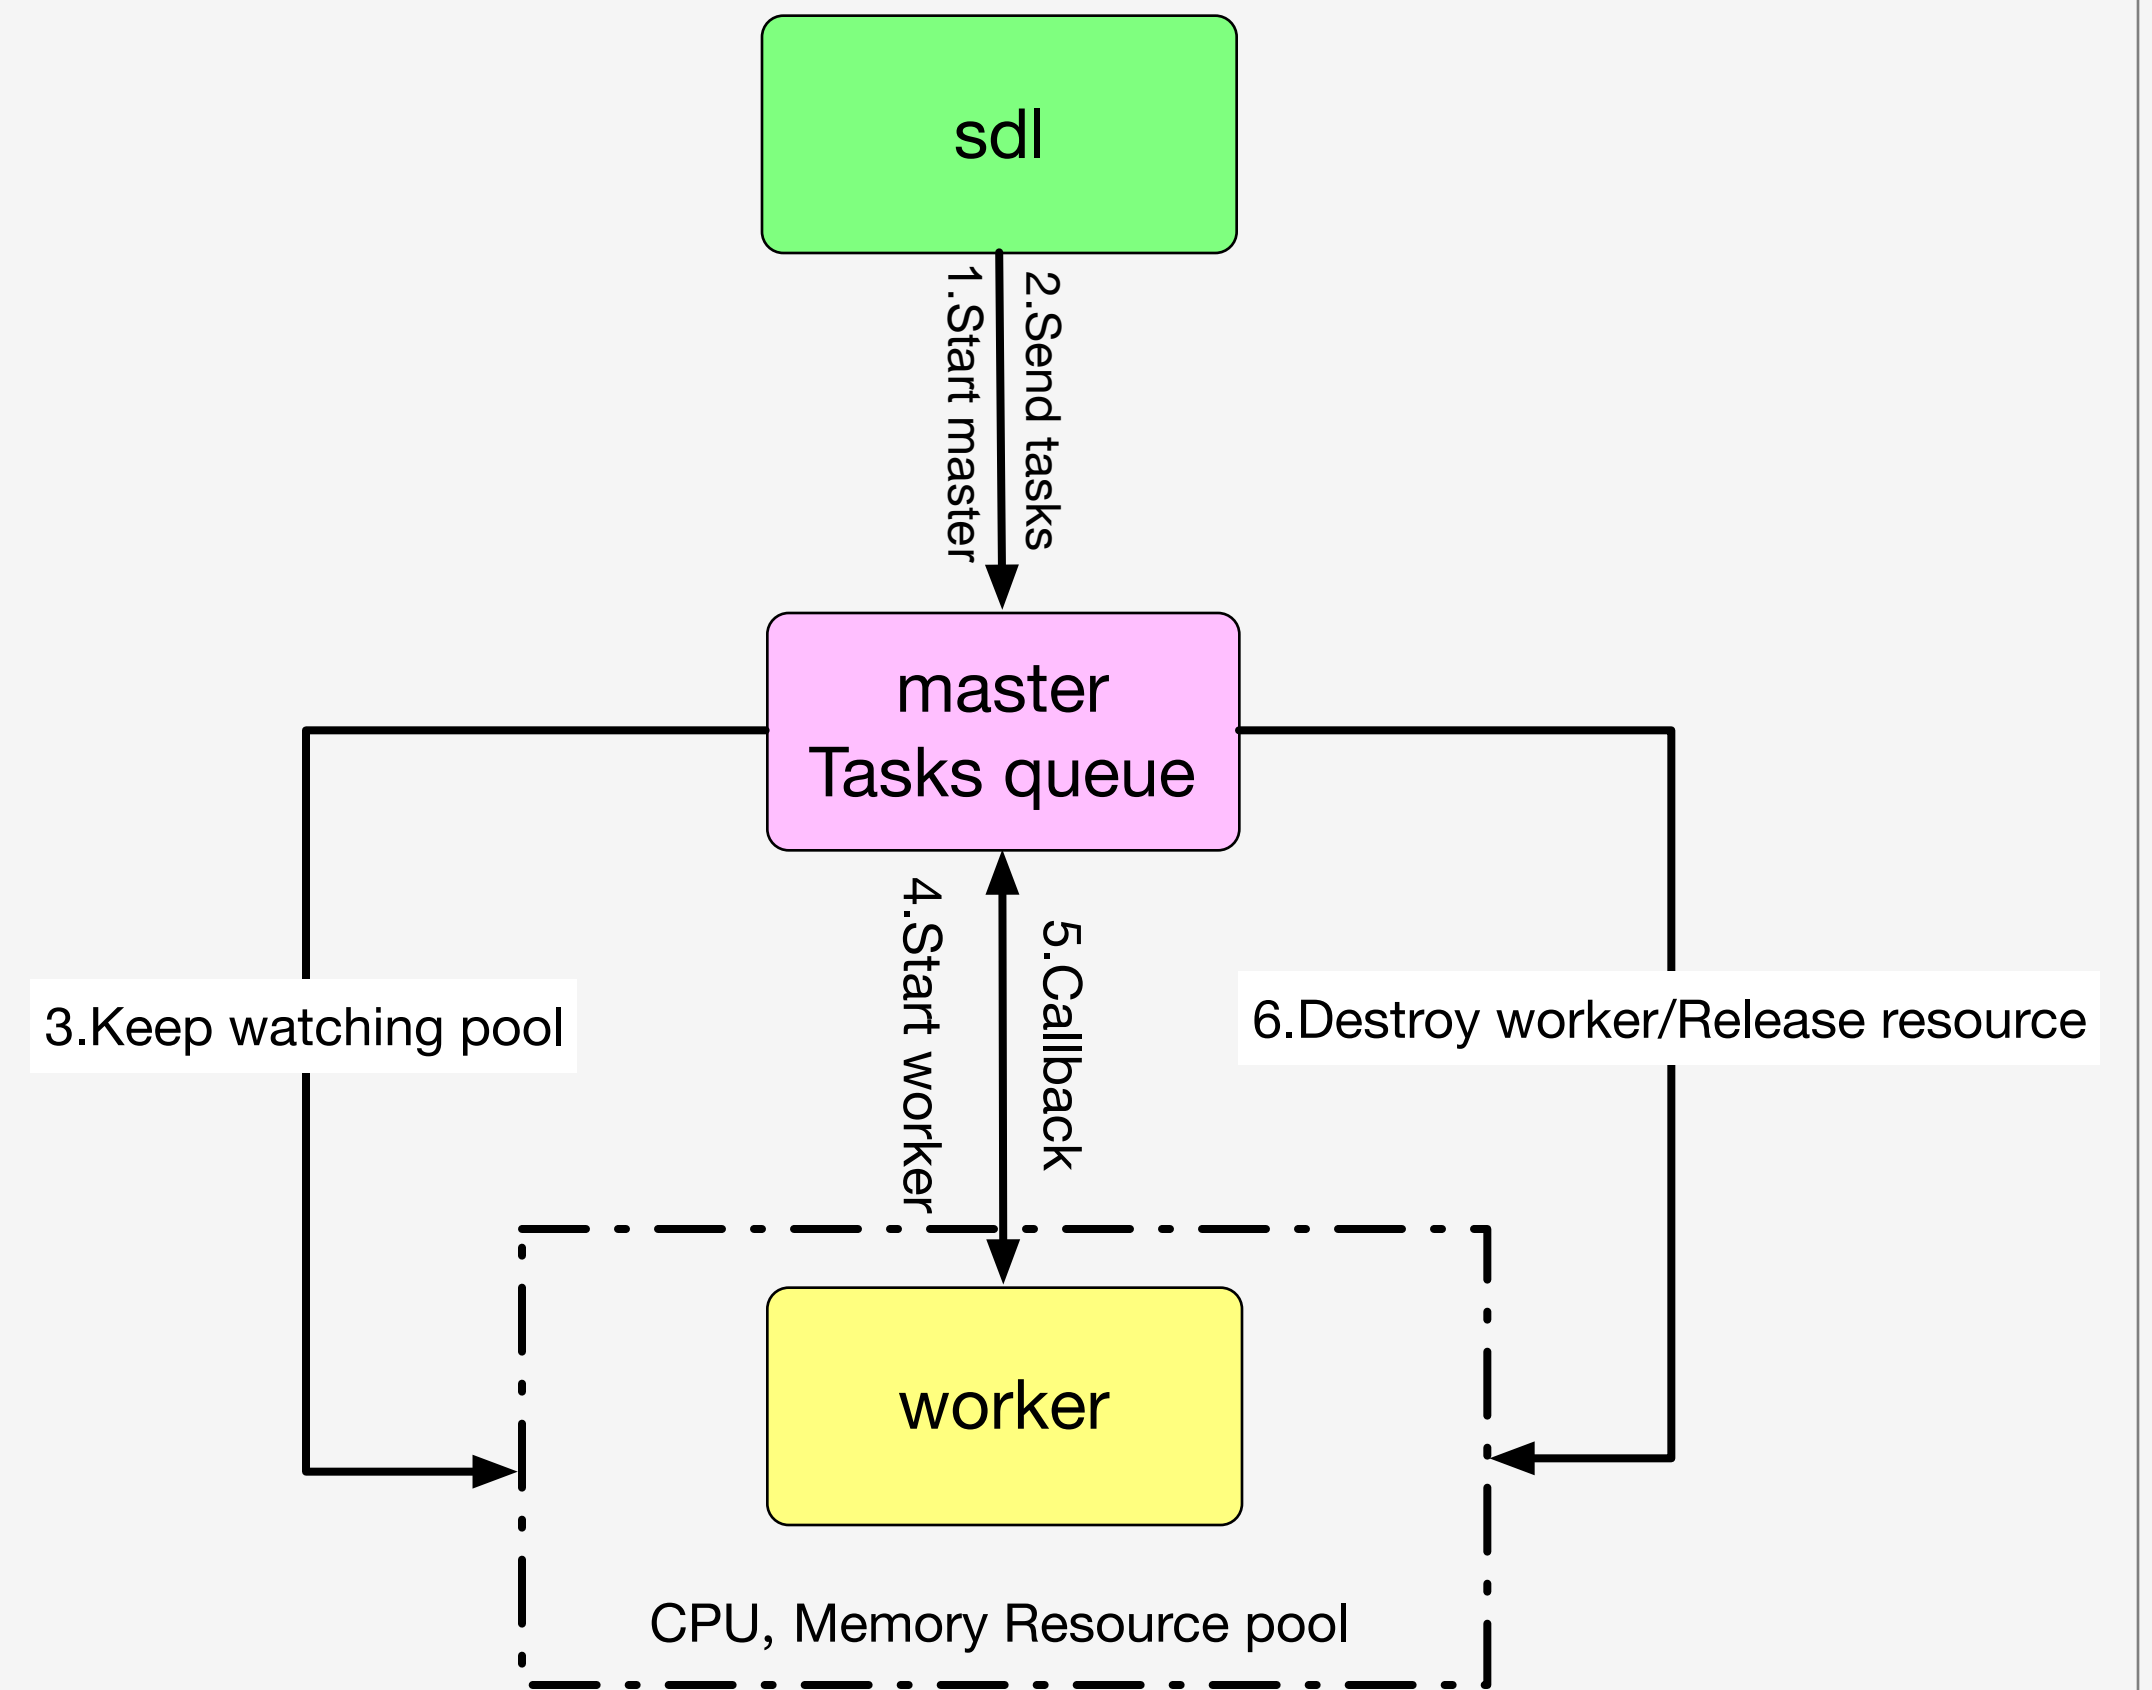 sdl
1.Start master
2.Send tasks
master
Tasks queue
3.Keep watching pool
4.Start worker
5.Callback
6.Destroy worker/Release resource
worker
CPU, Memory Resource pool